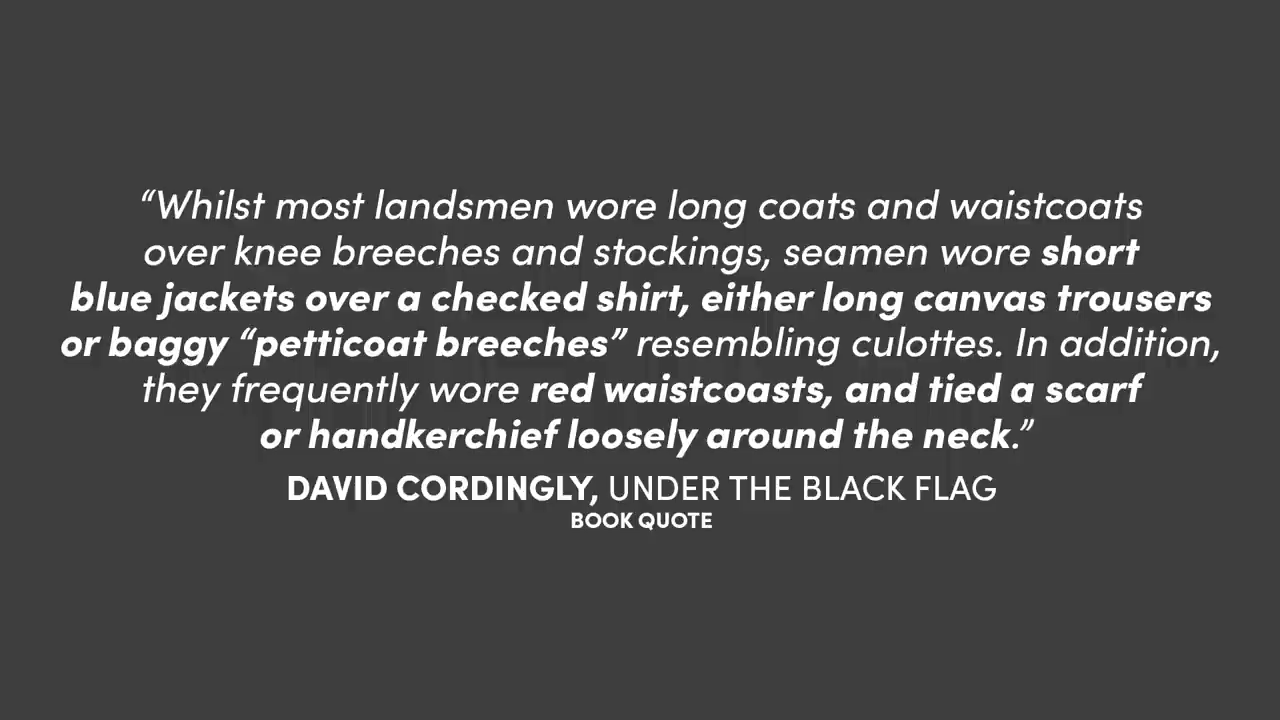 “Whilst most landsmen wore long coats and waistcoats
over knee breeches and stockings, seamen wore short
blue jackets over a checked shirt, either long canvas trousers
or baggy “petticoat breeches” resembling culottes. In addition,
they frequently wore red waistcoasts, and tied a scarf
or handkerchief loosely around the neck.”
DAVID CORDINGLY, UNDER THE BLACK FLAG
BOOK QUOTE